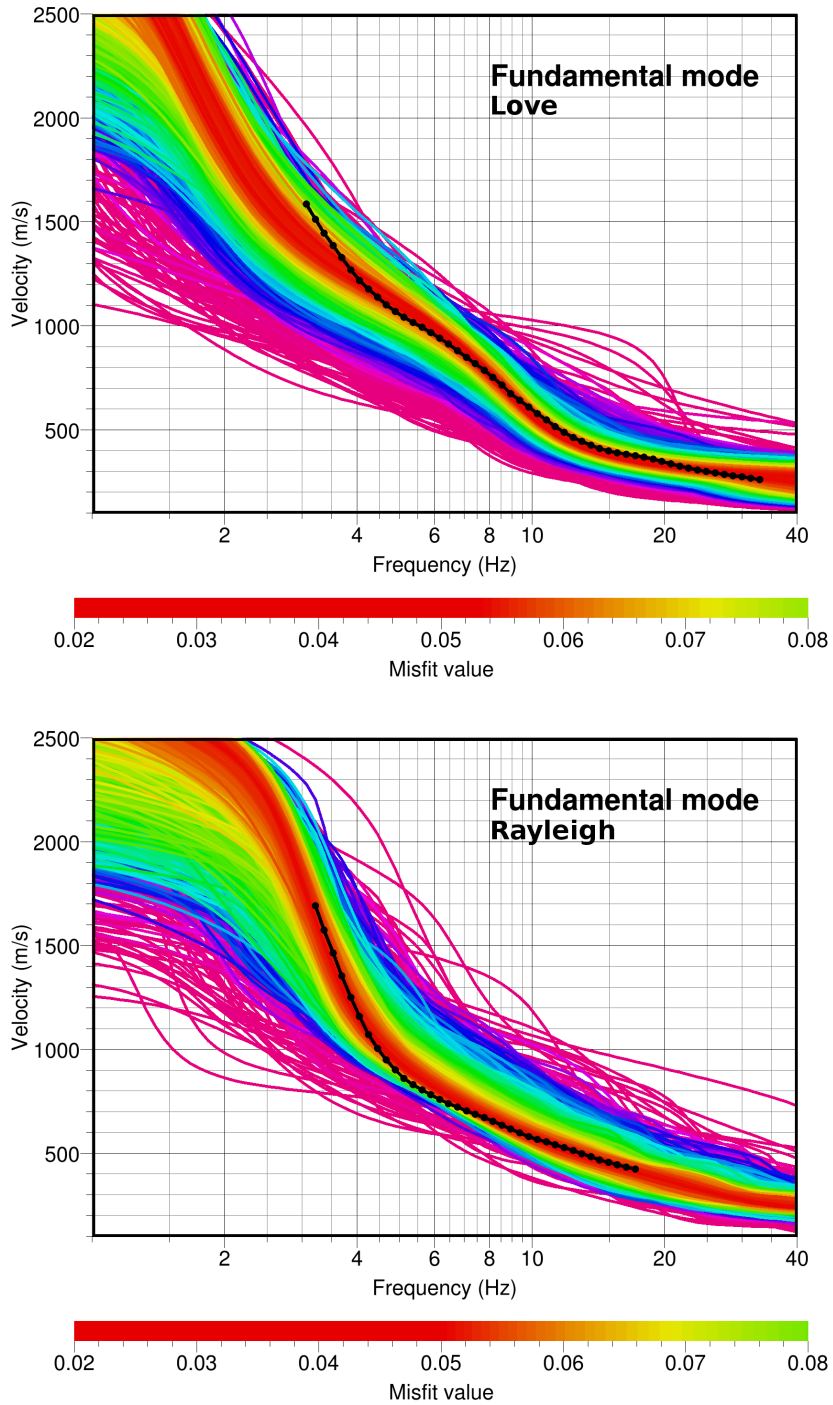 2500
2000
1500
1000
500
Velocity (m/s)
Fundamental mode
Love
2 4 6 8 10 20 40
Frequency (Hz)
0.02 0.03 0.04 0.05 0.06 0.07 0.08
Misfit value
2500
2000
1500
1000
500
Velocity (m/s)
Fundamental mode
Rayleigh
2 4 6 8 10 20 40
Frequency (Hz)
0.02 0.03 0.04 0.05 0.06 0.07 0.08
Misfit value